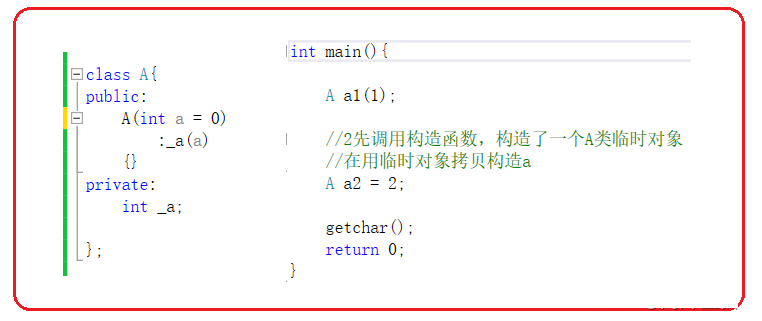 class A{
public:
A(int a = 0)
:_a(a)
{}
private:
int _a;
};
int main(){
A a1(1);
//2先调用构造函数，构造了一个A类临时对象
//在用临时对象拷贝构造a
A a2 = 2;
getchar();
return 0;
}